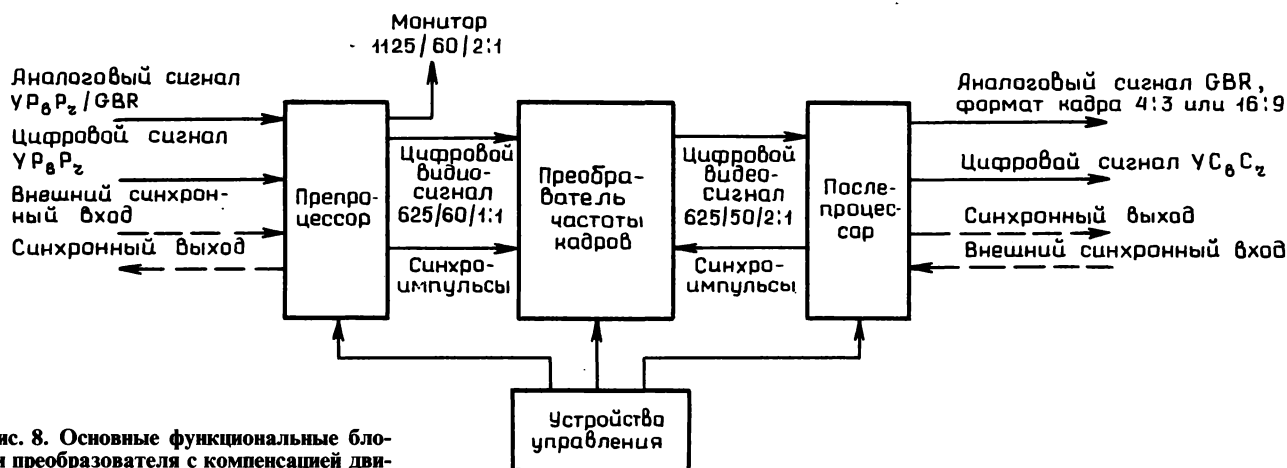 Монитор
1125/60/2:1
Аналоговый сигнал
YPвPг/GBR
Цифровой сигнал
YPвPг
Внешний синхрон-
ный вход
Синхронный выход
Препро-
цессор
Цифровой
видио-
сигнал
625/60/1:1
Синхро-
импульсы
Преобра-
ватель
частоты
кадров
Цифровой
видео-
сигнал
625/50/2:1
Синхро-
импульсы
После-
процес-
сор
Аналоговый сигнал GBR,
формат кадра 4:3 или 16:9
Цифровой сигнал YCвCг
Синхронный выход
Внешний синхронный вход
Устройство
управления
ис. 8. Основные функциональные бло-
и преобразователя с компенсацией дви-